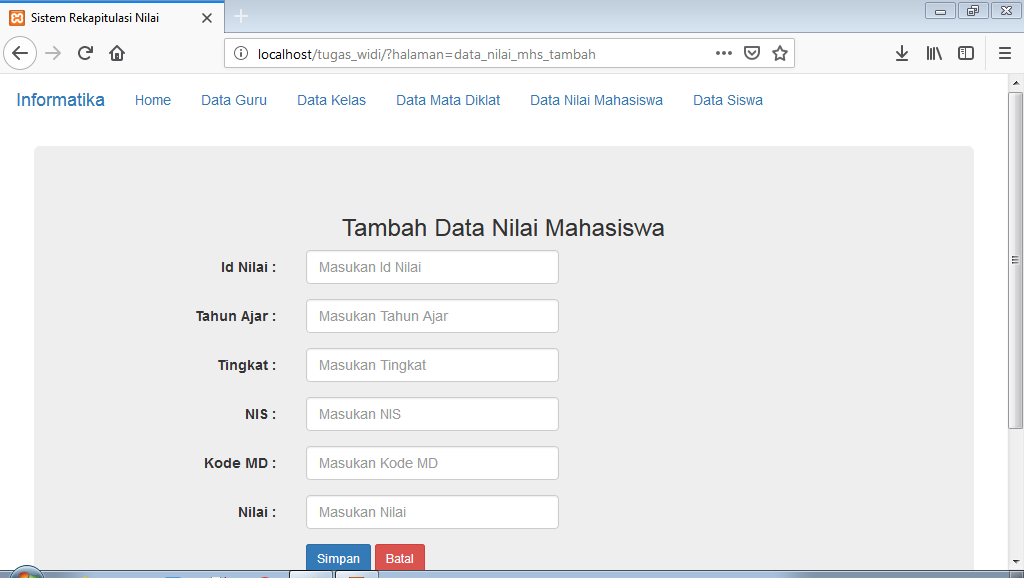 Sistem Rekapitulasi Nilai
localhost/tugas_widi/?halaman=data_nilai_mhs_tambah
Informatika Home Data Guru Data Kelas Data Mata Diklat Data Nilai Mahasiswa Data Siswa
Tambah Data Nilai Mahasiswa
Id Nilai : Masukan Id Nilai
Tahun Ajar : Masukan Tahun Ajar
Tingkat : Masukan Tingkat
NIS : Masukan NIS
Kode MD : Masukan Kode MD
Nilai : Masukan Nilai
Simpan Batal